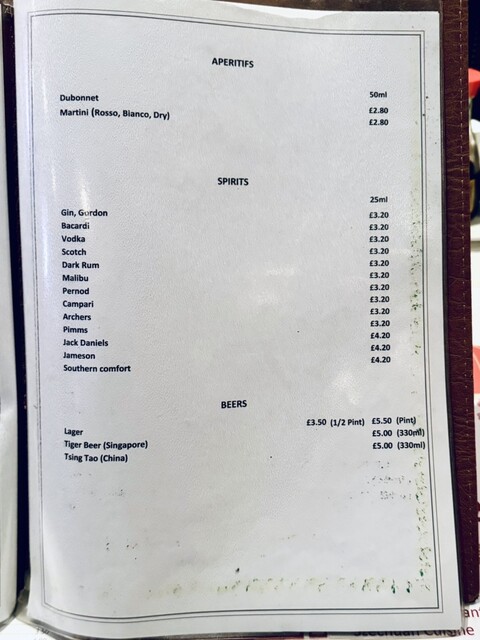 APERITIFS
50ml
Dubonnet £2.80
Martini (Rosso, Bianco, Dry) £2.80
SPIRITS
25ml
Gin, Gordon £3.20
Bacardi £3.20
Vodka £3.20
Scotch £3.20
Dark Rum £3.20
Malibu £3.20
Pernod £3.20
Campari £3.20
Archers £3.20
Pimms £3.20
Jack Daniels £4.20
Jameson £4.20
Southern comfort £4.20
BEERS
Lager £3.50 (1/2 Pint) £5.50 (Pint)
Tiger Beer (Singapore) £5.00 (330ml)
Tsing Tao (China) £5.00 (330ml)